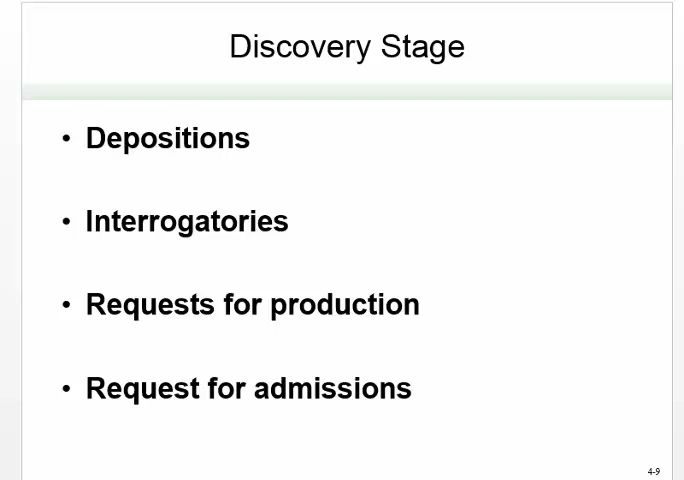 Discovery Stage
• Depositions
• Interrogatories
• Requests for production
• Request for admissions
4-9